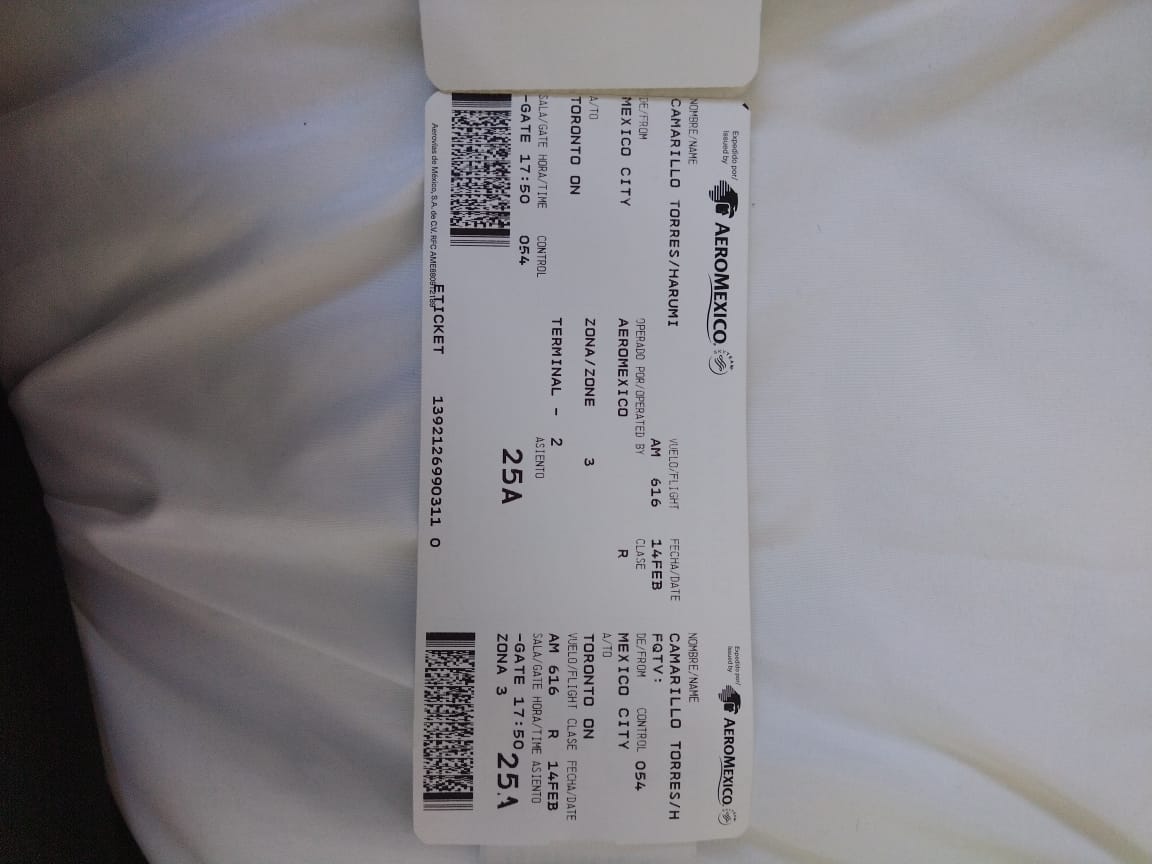 Expedido por/
Issued by
AEROMEXICO.
NOMBRE/NAME
CAMARILLO TORRES/HARUMI
VUELO/FLIGHT FECHA/DATE
AM 616 14FEB
DE/FROM OPERADO POR/OPERATED BY CLASE
MEXICO CITY AEROMEXICO R
A/TO ZONA/ZONE 3
TORONTO ON
TERMINAL - 2
SALA/GATE HORA/TIME CONTROL ASIENTO
-GATE 17:50 054 25A
ETICKET 1392126990311 0
Aerovías de México, S.A. de C.V. RFC
Expedido por/
Issued by
AEROMEXICO.
NOMBRE/NAME
CAMARILLO TORRES/H
FQTV:
DE/FROM CONTROL 054
MEXICO CITY
A/TO
TORONTO ON
VUELO/FLIGHT CLASE FECHA/DATE
AM 616 R 14FEB
SALA/GATE HORA/TIME ASIENTO
-GATE 17:50 25A
ZONA 3